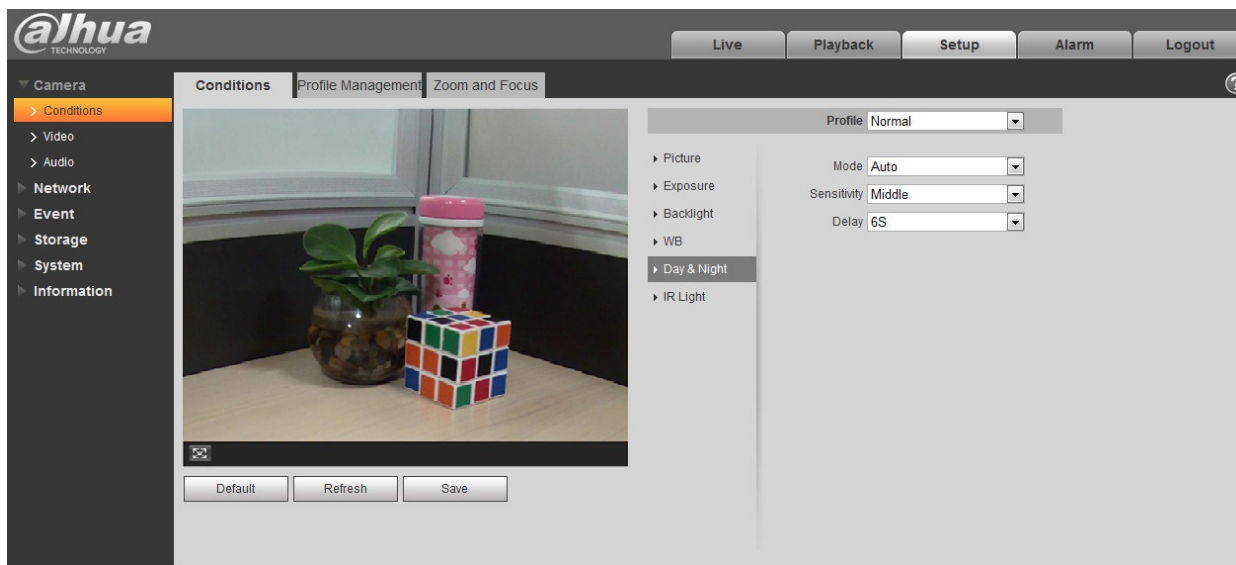 alhua
TECHNOLOGY
Live
Playback
Setup
Alarm
Logout
Camera
Conditions
Video
Audio
Network
Event
Storage
System
Information
Conditions
Profile Management
Zoom and Focus
?
Default
Refresh
Save
Profile Normal
Picture
Exposure
Backlight
WB
Day & Night
IR Light
Mode Auto
Sensitivity Middle
Delay 6S